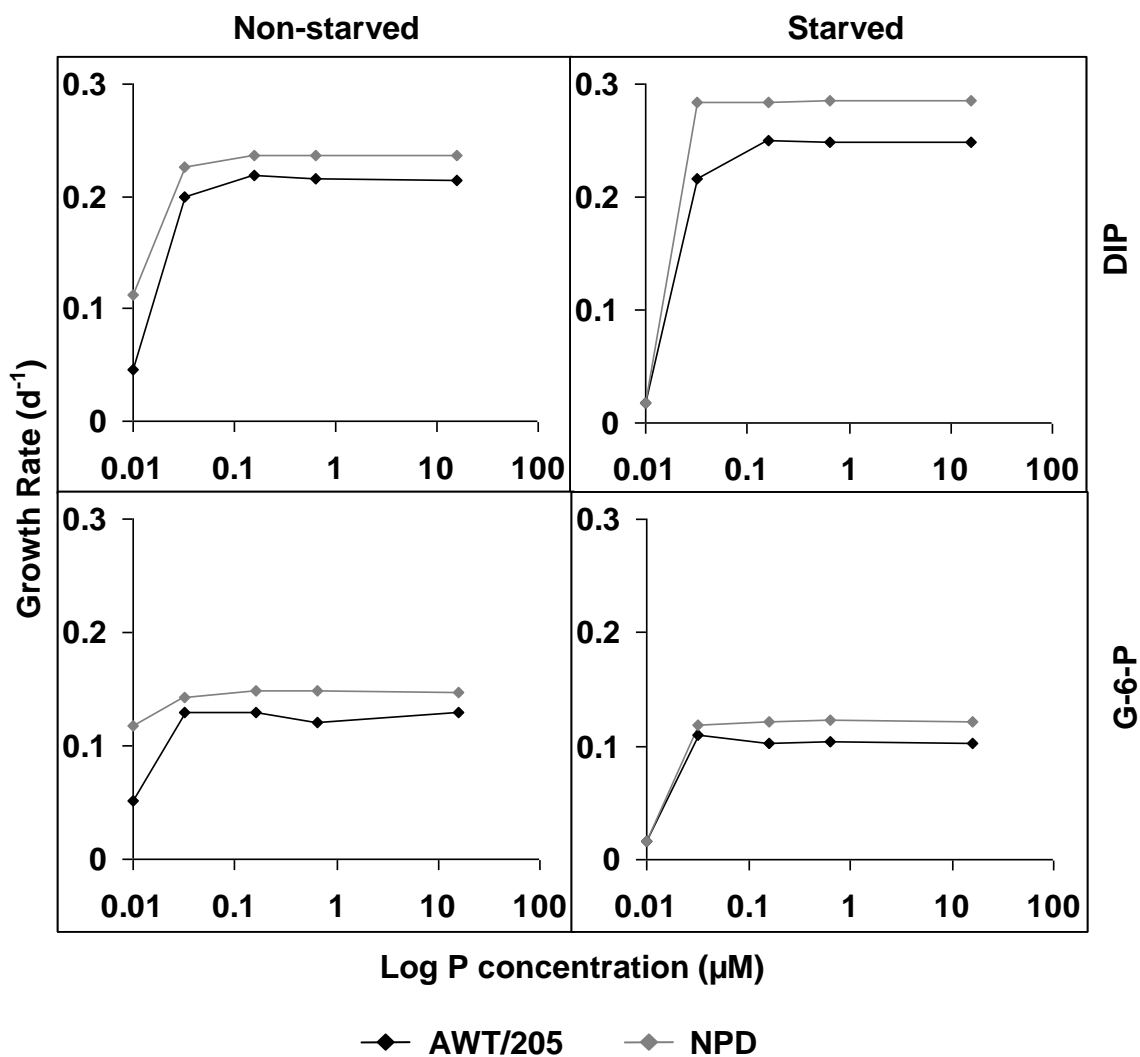 Non-starved Starved
0.3
0.2
0.1
0
0.01 0.1 1 10 100
0.3
0.2
0.1
0
0.01 0.1 1 10 100
DIP
Growth Rate (d⁻¹)
0.3
0.2
0.1
0
0.01 0.1 1 10 100
0.3
0.2
0.1
0
0.01 0.1 1 10 100
G-6-P
Log P concentration (µM)
AWT/205 NPD